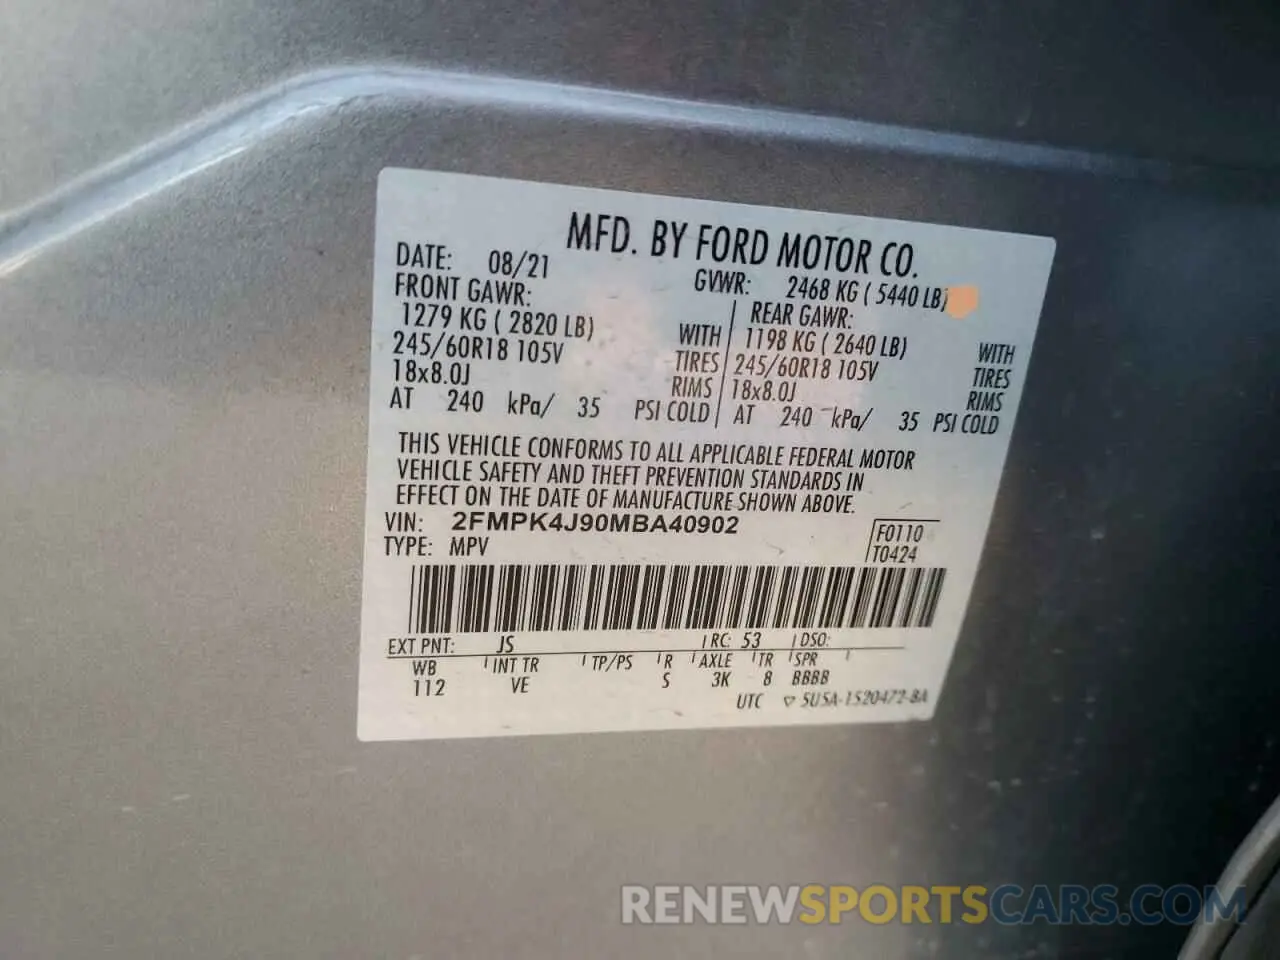 MFD. BY FORD MOTOR CO.
DATE: 08/21 GVWR: 2468 KG ( 5440 LB)
FRONT GAWR: REAR GAWR:
1279 KG ( 2820 LB) WITH 1198 KG ( 2640 LB) WITH
245/60R18 105V TIRES 245/60R18 105V TIRES
18x8.0J RIMS 18x8.0J RIMS
AT 240 kPa/ 35 PSI COLD AT 240 kPa/ 35 PSI COLD
THIS VEHICLE CONFORMS TO ALL APPLICABLE FEDERAL MOTOR
VEHICLE SAFETY AND THEFT PREVENTION STANDARDS IN
EFFECT ON THE DATE OF MANUFACTURE SHOWN ABOVE.
VIN: 2FMPK4J90MBA40902 F0110
TYPE: MPV T0424
EXT PNT: JS RC: 53 DSO:
WB INT TR TP/PS R AXLE TR SPR
112 VE S 3K 8 BBBB
UTC ▽ 5U5A-1520472-BA
RENEWSPORTSCARS.COM